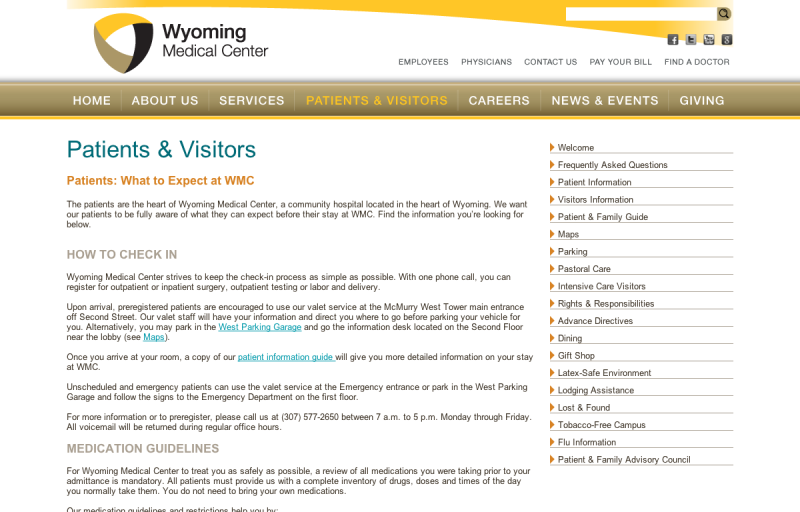 Wyoming
Medical Center
EMPLOYEES PHYSICIANS CONTACT US PAY YOUR BILL FIND A DOCTOR
HOME ABOUT US SERVICES PATIENTS & VISITORS CAREERS NEWS & EVENTS GIVING
Patients & Visitors
Patients: What to Expect at WMC
The patients are the heart of Wyoming Medical Center, a community hospital located in the heart of Wyoming. We want
our patients to be fully aware of what they can expect before their stay at WMC. Find the information you're looking for
below.
HOW TO CHECK IN
Wyoming Medical Center strives to keep the check-in process as simple as possible. With one phone call, you can
register for outpatient or inpatient surgery, outpatient testing or labor and delivery.
Upon arrival, preregistered patients are encouraged to use our valet service at the McMurry West Tower main entrance
off Second Street. Our valet staff will have your information and direct you where to go before parking your vehicle for
you. Alternatively, you may park in the West Parking Garage and go the information desk located on the Second Floor
near the lobby (see Maps).
Once you arrive at your room, a copy of our patient information guide will give you more detailed information on your stay
at WMC.
Unscheduled and emergency patients can use the valet service at the Emergency entrance or park in the West Parking
Garage and follow the signs to the Emergency Department on the first floor.
For more information or to preregister, please call us at (307) 577-2650 between 7 a.m. to 5 p.m. Monday through Friday.
All voicemail will be returned during regular office hours.
MEDICATION GUIDELINES
For Wyoming Medical Center to treat you as safely as possible, a review of all medications you were taking prior to your
admittance is mandatory. All patients must provide us with a complete inventory of drugs, doses and times of the day
you normally take them. You do not need to bring your own medications.
Our medication guidelines and restrictions help you by:
Welcome
Frequently Asked Questions
Patient Information
Visitors Information
Patient & Family Guide
Maps
Parking
Pastoral Care
Intensive Care Visitors
Rights & Responsibilities
Advance Directives
Dining
Gift Shop
Latex-Safe Environment
Lodging Assistance
Lost & Found
Tobacco-Free Campus
Flu Information
Patient & Family Advisory Council